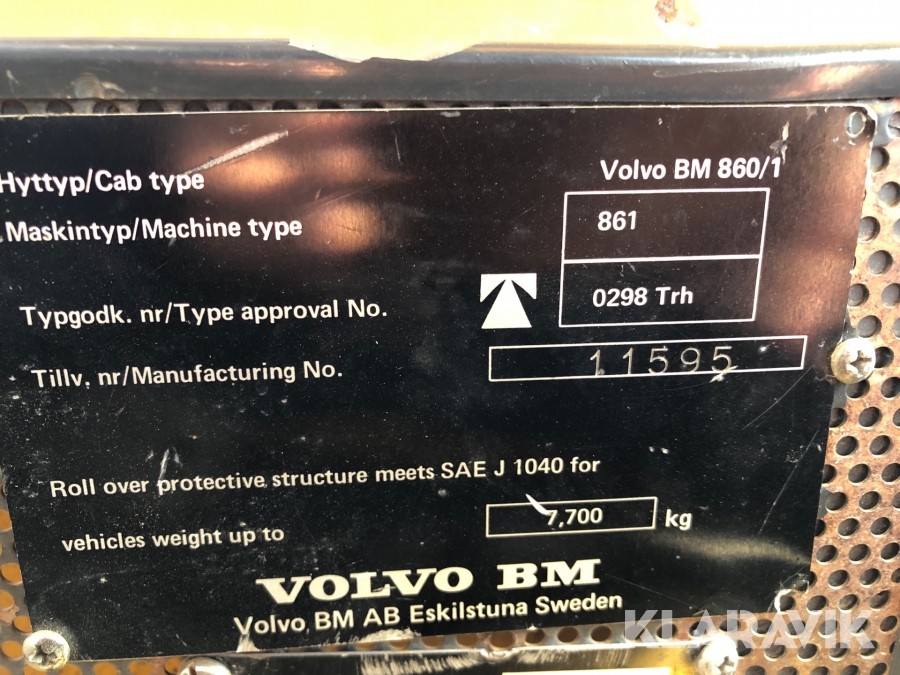 Hyttyp/Cab type Volvo BM 860/1
Maskintyp/Machine type 861
Typgodk. nr/Type approval No. 0298 Trh
Tillv. nr/Manufacturing No. 11595
Roll over protective structure meets SAE J 1040 for
vehicles weight up to 7,700 kg
VOLVO BM
Volvo BM AB Eskilstuna Sweden
KLARAVIK